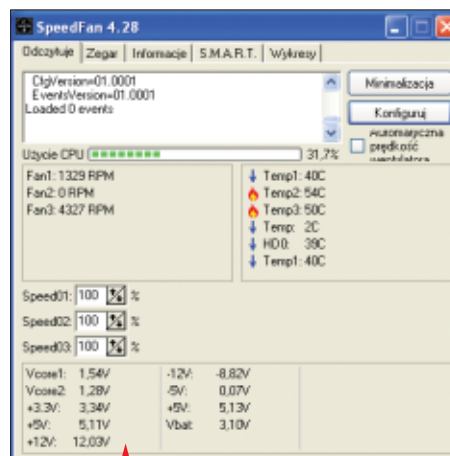 SpeedFan 4.28
Odczytuje Zegar Informacje S.M.A.R.T. Wykresy
CfgVersion=01.0001
EventsVersion=01.0001
Loaded 0 events
Minimalizacja
Konfiguruj
Automatyczna
prędkość
wentylatora
Użycie CPU 31,7%
Fan1: 1329 RPM
Fan2: 0 RPM
Fan3: 4327 RPM
Temp1: 40C
Temp2: 54C
Temp3: 50C
Temp: 2C
HD0: 39C
Temp1: 40C
Speed01: 100 %
Speed02: 100 %
Speed03: 100 %
Vcore1: 1,54V
Vcore2: 1,28V
+3.3V: 3,34V
+5V: 5,11V
+12V: 12,03V
-12V: -8,82V
-5V: 0,07V
+5V: 5,13V
Vbat: 3,10V